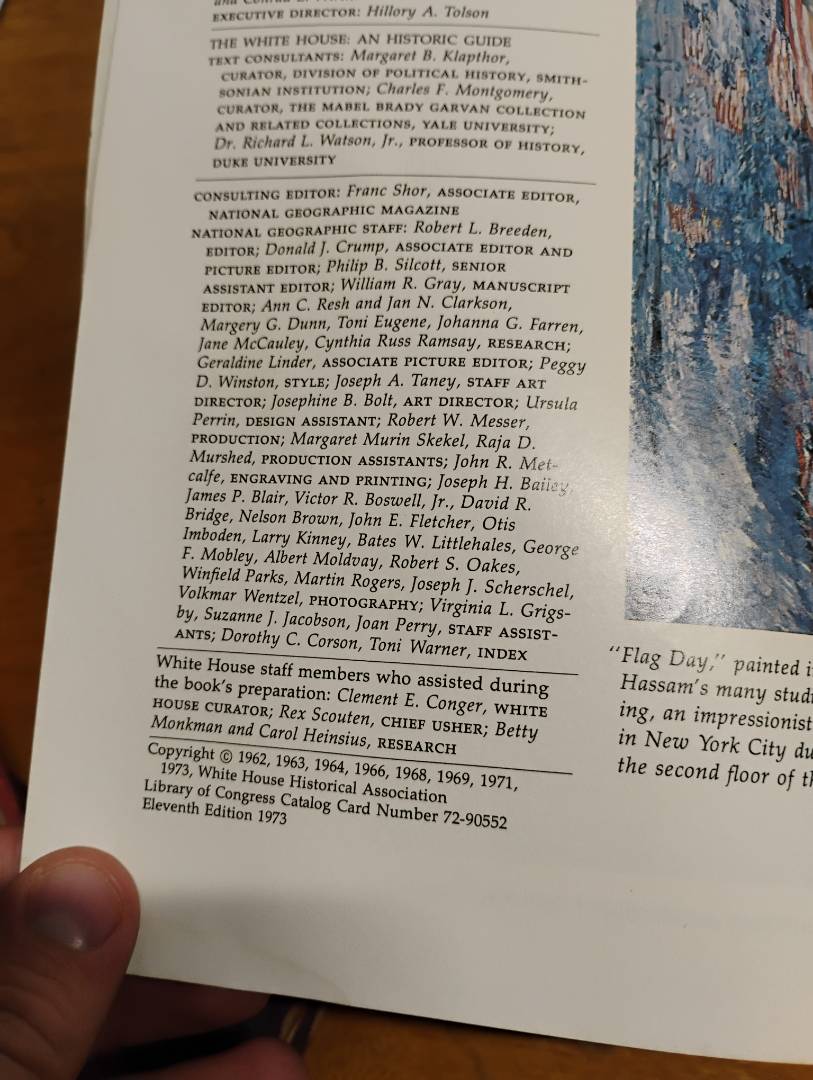 EXECUTIVE DIRECTOR: Hillory A. Tolson
THE WHITE HOUSE: AN HISTORIC GUIDE
TEXT CONSULTANTS: Margaret B. Klapthor,
CURATOR, DIVISION OF POLITICAL HISTORY, SMITH-
SONIAN INSTITUTION; Charles F. Montgomery,
CURATOR, THE MABEL BRADY GARVAN COLLECTION
AND RELATED COLLECTIONS, YALE UNIVERSITY;
Dr. Richard L. Watson, Jr., PROFESSOR OF HISTORY,
DUKE UNIVERSITY
CONSULTING EDITOR: Franc Shor, ASSOCIATE EDITOR,
NATIONAL GEOGRAPHIC MAGAZINE
NATIONAL GEOGRAPHIC STAFF: Robert L. Breeden,
EDITOR; Donald J. Crump, ASSOCIATE EDITOR AND
PICTURE EDITOR; Philip B. Silcott, SENIOR
ASSISTANT EDITOR; William R. Gray, MANUSCRIPT
EDITOR; Ann C. Resh and Jan N. Clarkson,
Margery G. Dunn, Toni Eugene, Johanna G. Farren,
Jane McCauley, Cynthia Russ Ramsay, RESEARCH;
Geraldine Linder, ASSOCIATE PICTURE EDITOR; Peggy
D. Winston, STYLE; Joseph A. Taney, STAFF ART
DIRECTOR; Josephine B. Bolt, ART DIRECTOR; Ursula
Perrin, DESIGN ASSISTANT; Robert W. Messer,
PRODUCTION; Margaret Murin Skekel, Raja D.
Murshed, PRODUCTION ASSISTANTS; John R. Met-
calfe, ENGRAVING AND PRINTING; Joseph H. Bailey,
James P. Blair, Victor R. Boswell, Jr., David R.
Bridge, Nelson Brown, John E. Fletcher, Otis
Imboden, Larry Kinney, Bates W. Littlehales, George
F. Mobley, Albert Moldvay, Robert S. Oakes,
Winfield Parks, Martin Rogers, Joseph J. Scherschel,
Volkmar Wentzel, PHOTOGRAPHY; Virginia L. Grigs-
by, Suzanne J. Jacobson, Joan Perry, STAFF ASSIST-
ANTS; Dorothy C. Corson, Toni Warner, INDEX
White House staff members who assisted during
the book's preparation: Clement E. Conger, WHITE
HOUSE CURATOR; Rex Scouten, CHIEF USHER; Betty
Monkman and Carol Heinsius, RESEARCH
Copyright © 1962, 1963, 1964, 1966, 1968, 1969, 1971,
1973, White House Historical Association
Library of Congress Catalog Card Number 72-90552
Eleventh Edition 1973
"Flag Day," painted
Hassam's many
ing, an impressionist
in New York City
the second floor of